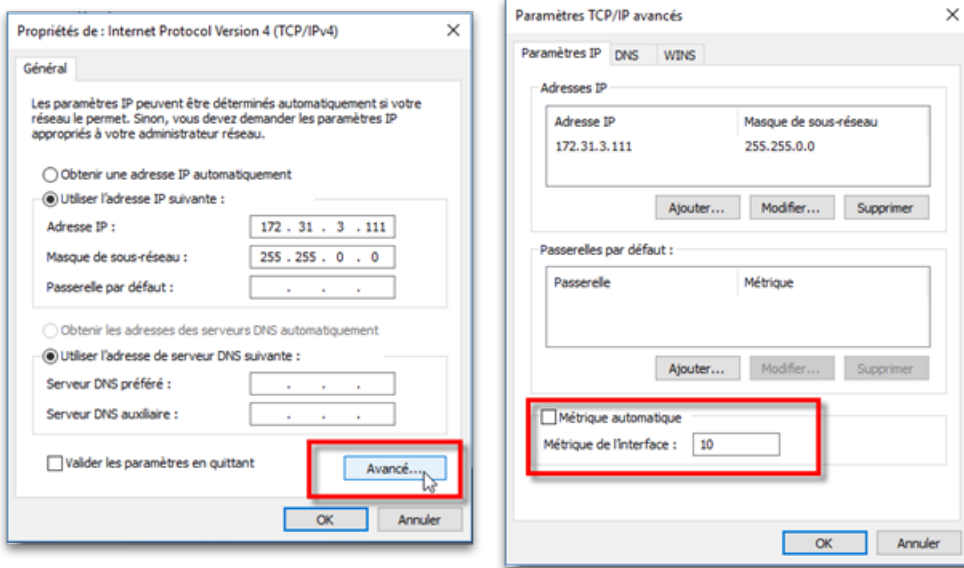 Propriétés de : Internet Protocol Version 4 (TCP/IPv4)
Général
Les paramètres IP peuvent être déterminés automatiquement si votre
réseau le permet. Sinon, vous devez demander les paramètres IP
appropriés à votre administrateur réseau.
Obtenir une adresse IP automatiquement
Utiliser l'adresse IP suivante :
Adresse IP : 172 . 31 . 3 . 111
Masque de sous-réseau : 255 . 255 . 0 . 0
Passerelle par défaut : . . .
Obtenir les adresses des serveurs DNS automatiquement
Utiliser l'adresse de serveur DNS suivante :
Serveur DNS préféré : . . .
Serveur DNS auxiliaire : . . .
Valider les paramètres en quittant
Avancé...
OK Annuler
Paramètres TCP/IP avancés
Paramètres IP DNS WINS
Adresses IP
Adresse IP Masque de sous-réseau
172.31.3.111 255.255.0.0
Ajouter... Modifier... Supprimer
Passerelles par défaut :
Passerelle Métrique
Ajouter... Modifier... Supprimer
Métrique automatique
Métrique de l'interface : 10
OK Annuler